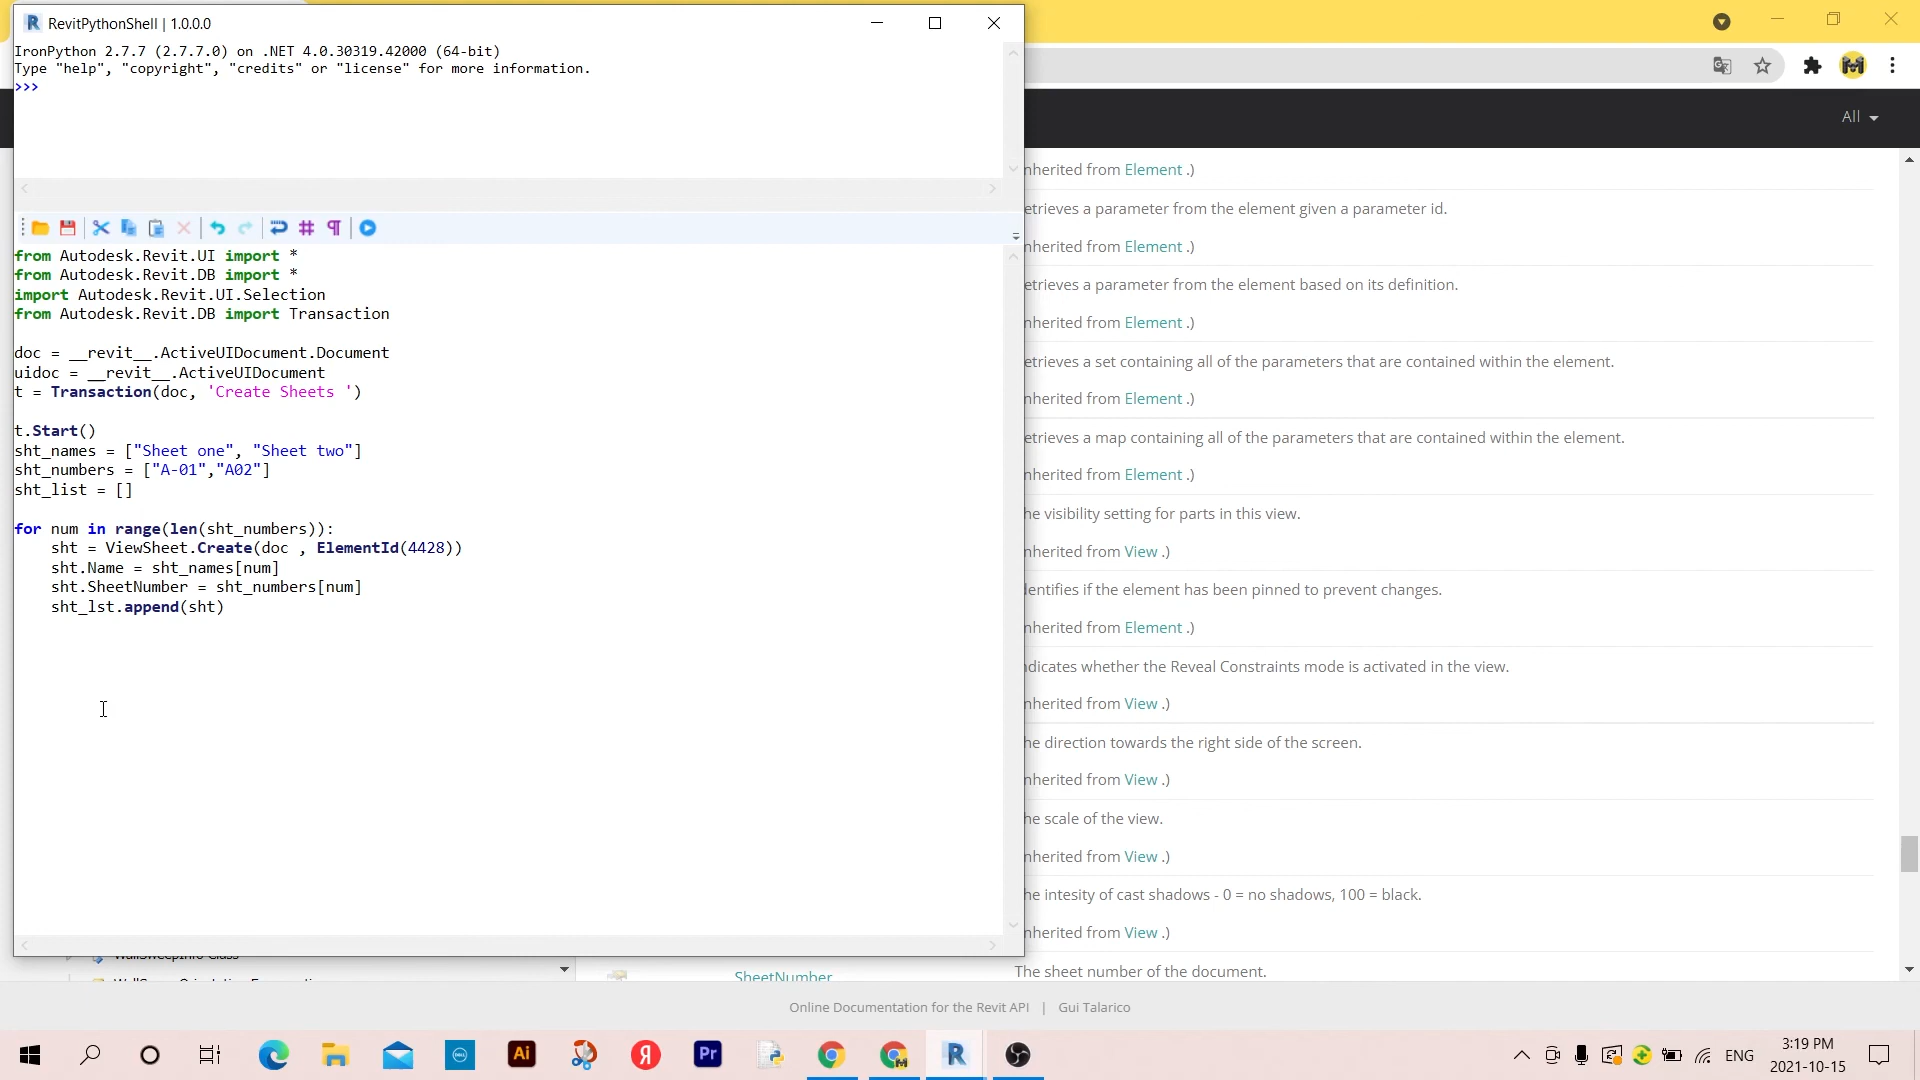 RevitPythonShell | 1.0.0.0
IronPython 2.7.7 (2.7.7.0) on .NET 4.0.30319.42000 (64-bit)
Type "help", "copyright", "credits" or "license" for more information.
>>>
from Autodesk.Revit.UI import *
from Autodesk.Revit.DB import *
import Autodesk.Revit.UI.Selection
from Autodesk.Revit.DB import Transaction
doc = __revit__.ActiveUIDocument.Document
uidoc = __revit__.ActiveUIDocument
t = Transaction(doc, 'Create Sheets ')
t.Start()
sht_names = ["Sheet one", "Sheet two"]
sht_numbers = ["A-01","A02"]
sht_list = []
for num in range(len(sht_numbers)):
sht = ViewSheet.Create(doc , ElementId(4428))
sht.Name = sht_names[num]
sht.SheetNumber = sht_numbers[num]
sht_lst.append(sht)
All
nherited from Element .)
etrieves a parameter from the element given a parameter id.
nherited from Element .)
etrieves a parameter from the element based on its definition.
nherited from Element .)
etrieves a set containing all of the parameters that are contained within the element.
nherited from Element .)
etrieves a map containing all of the parameters that are contained within the element.
nherited from Element .)
he visibility setting for parts in this view.
nherited from View .)
dentifies if the element has been pinned to prevent changes.
nherited from Element .)
ndicates whether the Reveal Constraints mode is activated in the view.
nherited from View .)
he direction towards the right side of the screen.
nherited from View .)
he scale of the view.
nherited from View .)
he intesity of cast shadows - 0 = no shadows, 100 = black.
nherited from View .)
SheetNumber
The sheet number of the document.
Online Documentation for the Revit API | Gui Talarico
DELL
Ai
Я
Pr
R
ENG
3:19 PM
2021-10-15